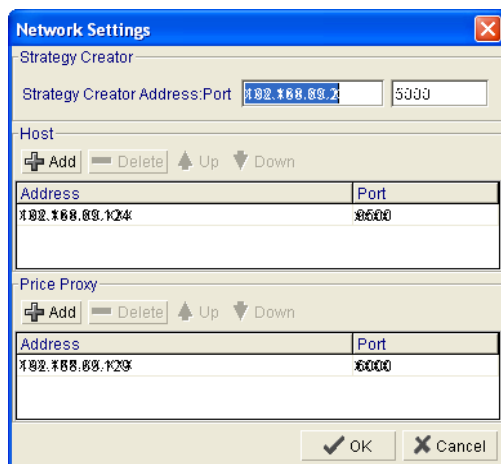 Network Settings
Strategy Creator
Strategy Creator Address:Port
Host
Add Delete Up Down
Address Port
Price Proxy
Add Delete Up Down
Address Port
OK Cancel